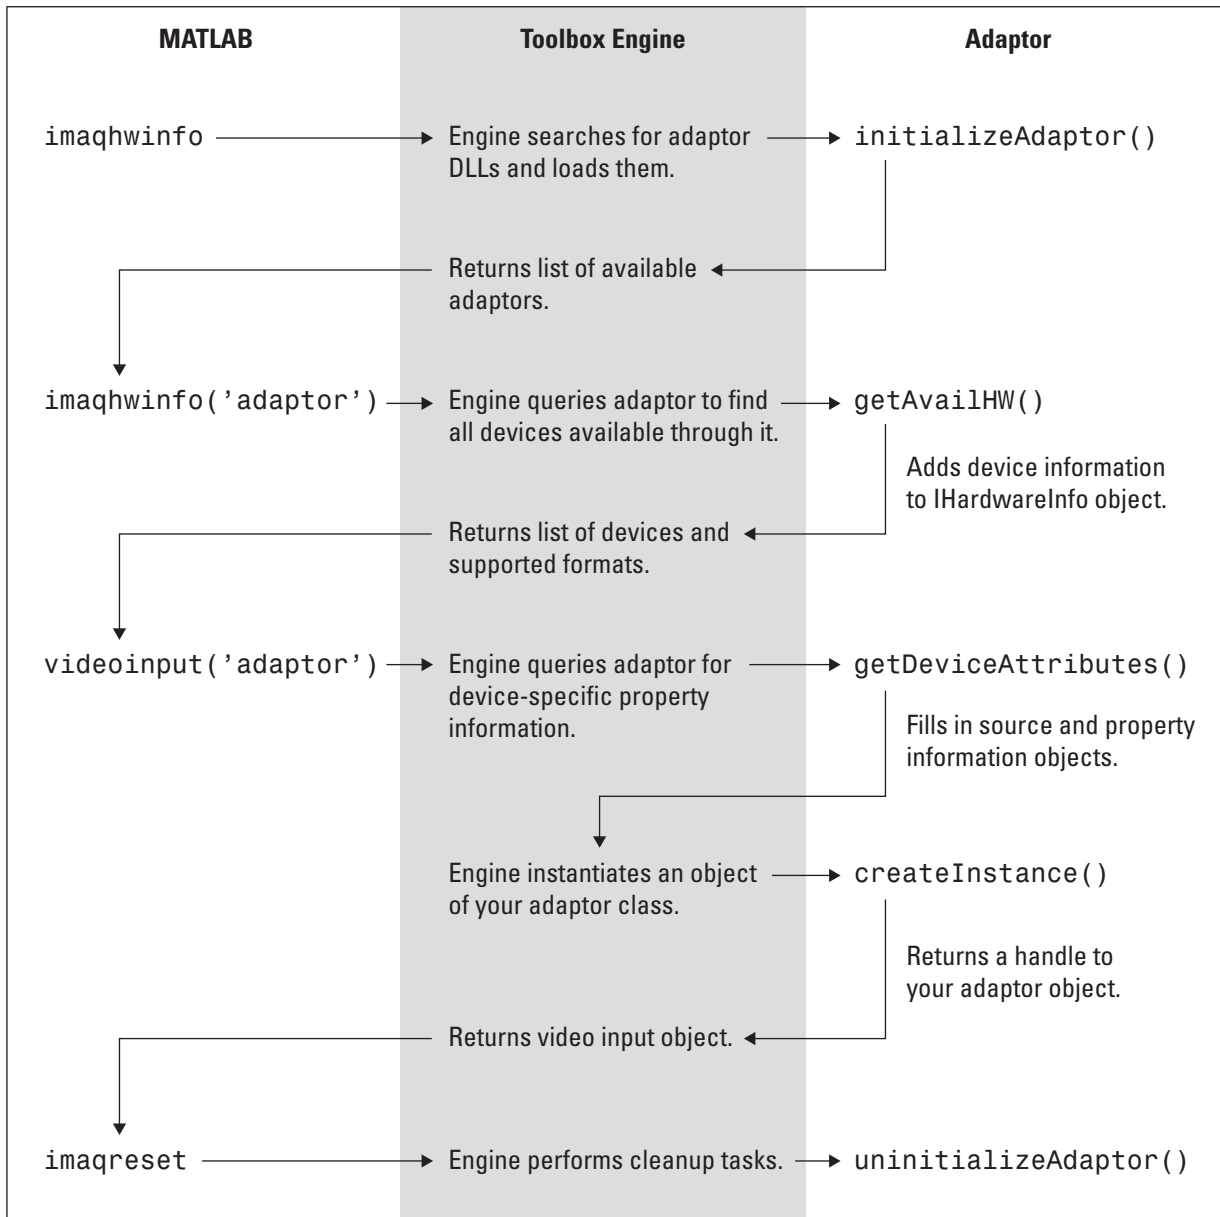 MATLAB
Toolbox Engine
Adaptor
imaqhwinfo
Engine searches for adaptor
DLLs and loads them.
initializeAdaptor()
Returns list of available
adaptors.
imaqhwinfo(’adaptor’)
Engine queries adaptor to find
all devices available through it.
getAvailHW()
Adds device information
to IHardwareInfo object.
Returns list of devices and
supported formats.
videoinput(’adaptor’)
Engine queries adaptor for
device-specific property
information.
getDeviceAttributes()
Fills in source and property
information objects.
Engine instantiates an object
of your adaptor class.
createInstance()
Returns a handle to
your adaptor object.
Returns video input object.
imaqreset
Engine performs cleanup tasks.
uninitializeAdaptor()